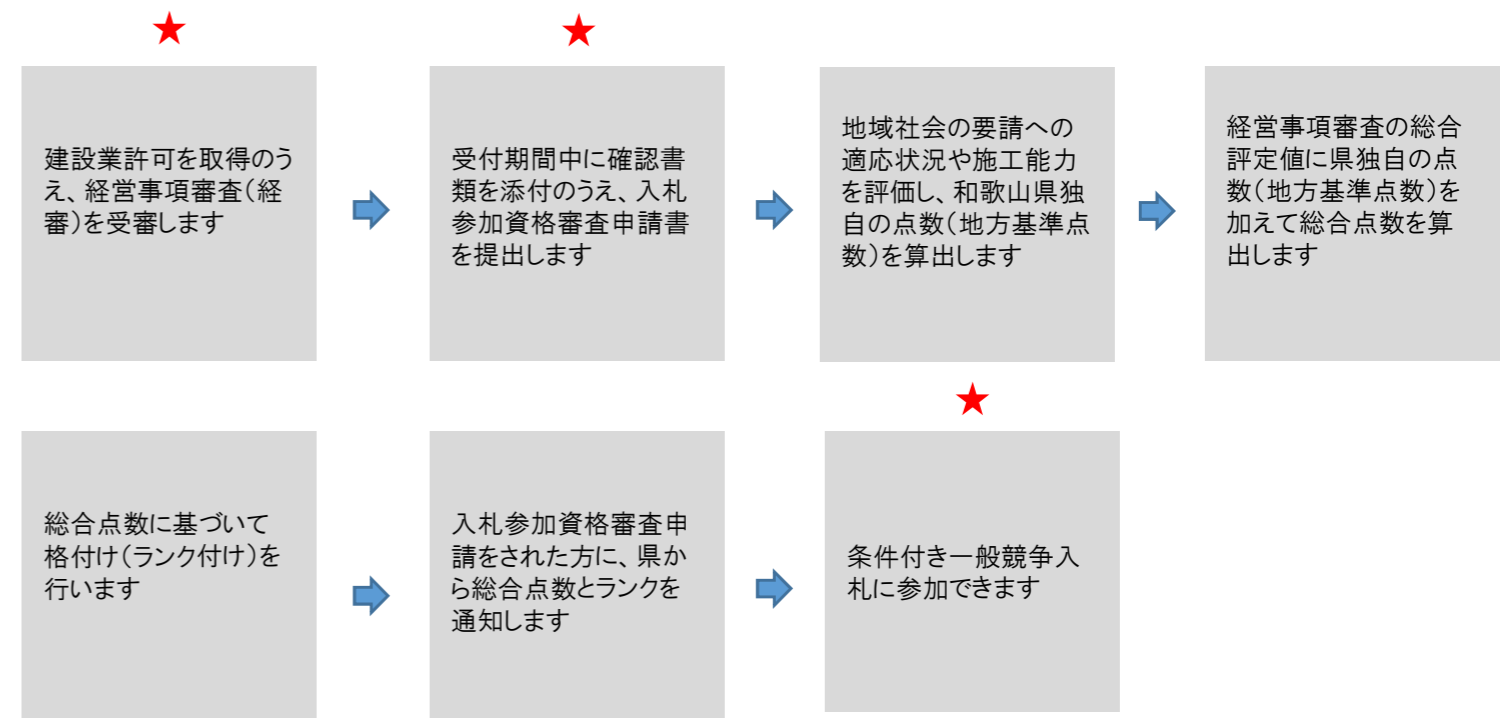 建設業許可を取得のう
え、経営事項審査(経
審)を受審します
受付期間中に確認書
類を添付のうえ、入札
参加資格審査申請書
を提出します
地域社会の要請への
適応状況や施工能力
を評価し、和歌山県独
自の点数(地方基準点
数)を算出します
経営事項審査の総合
評定値に県独自の点
数(地方基準点数)を
加えて総合点数を算
出します
総合点数に基づいて
格付け(ランク付け)を
行います
入札参加資格審査申
請をされた方に、県か
ら総合点数とランクを
通知します
条件付き一般競争入
札に参加できます